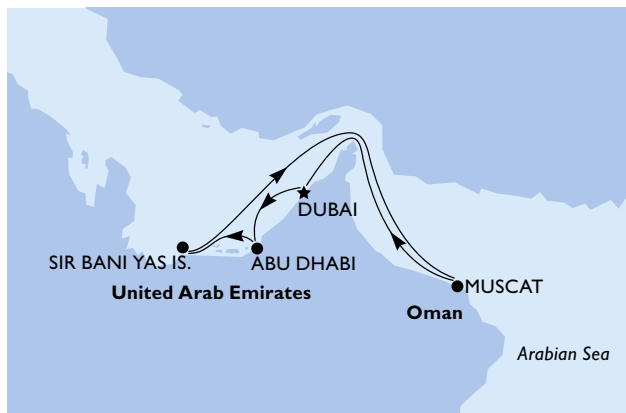 DUBAI
SIR BANI YAS IS.
ABU DHABI
United Arab Emirates
MUSCAT
Oman
Arabian Sea